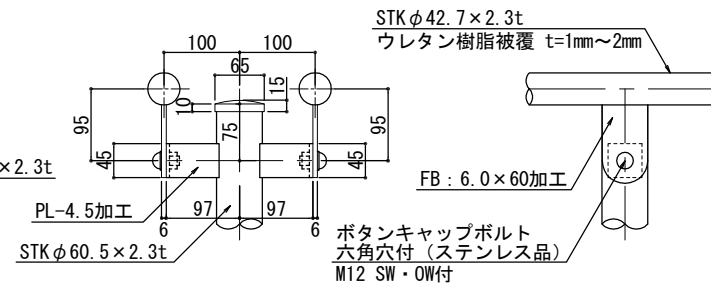 STKφ42.7×2.3t
ウレタン樹脂被覆 t=1mm～2mm
100
100
65
15
10
95
75
95
45
45
×2.3t
PL-4.5加工
97
97
6
6
STKφ60.5×2.3t
FB：6.0×60加工
ボタンキャップボルト
六角穴付（ステンレス品）
M12 SW・OW付